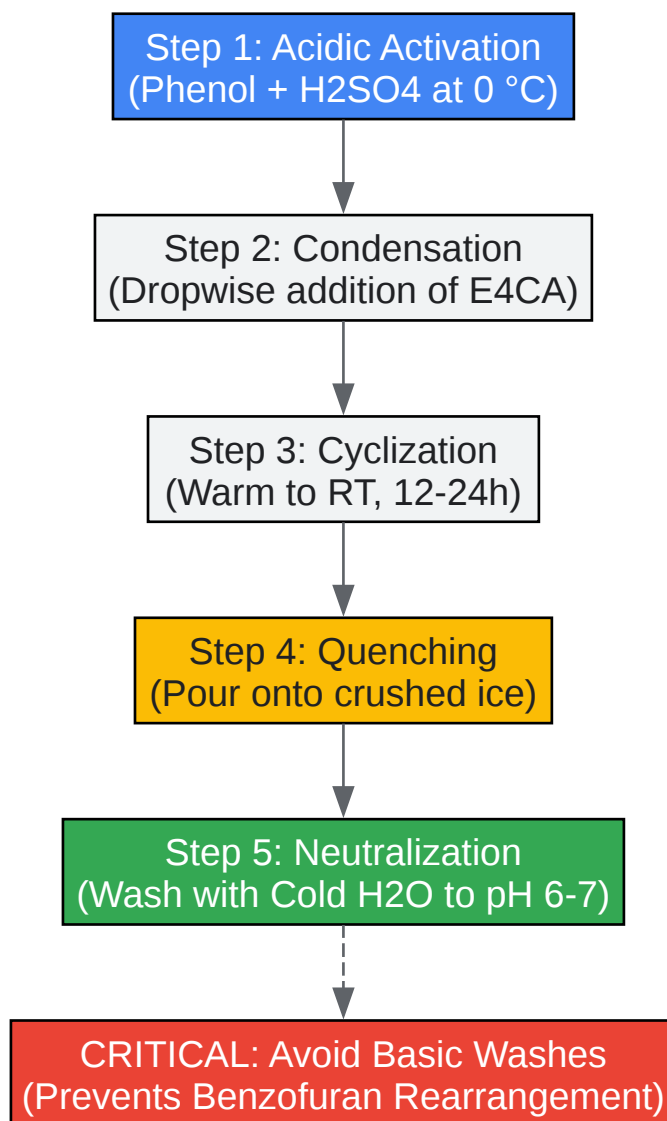 Step 1: Acidic Activation
(Phenol + H2SO4 at 0 °C)
Step 2: Condensation
(Dropwise addition of E4CA)
Step 3: Cyclization
(Warm to RT, 12-24h)
Step 4: Quenching
(Pour onto crushed ice)
Step 5: Neutralization
(Wash with Cold H2O to pH 6-7)
CRITICAL: Avoid Basic Washes
(Prevents Benzofuran Rearrangement)